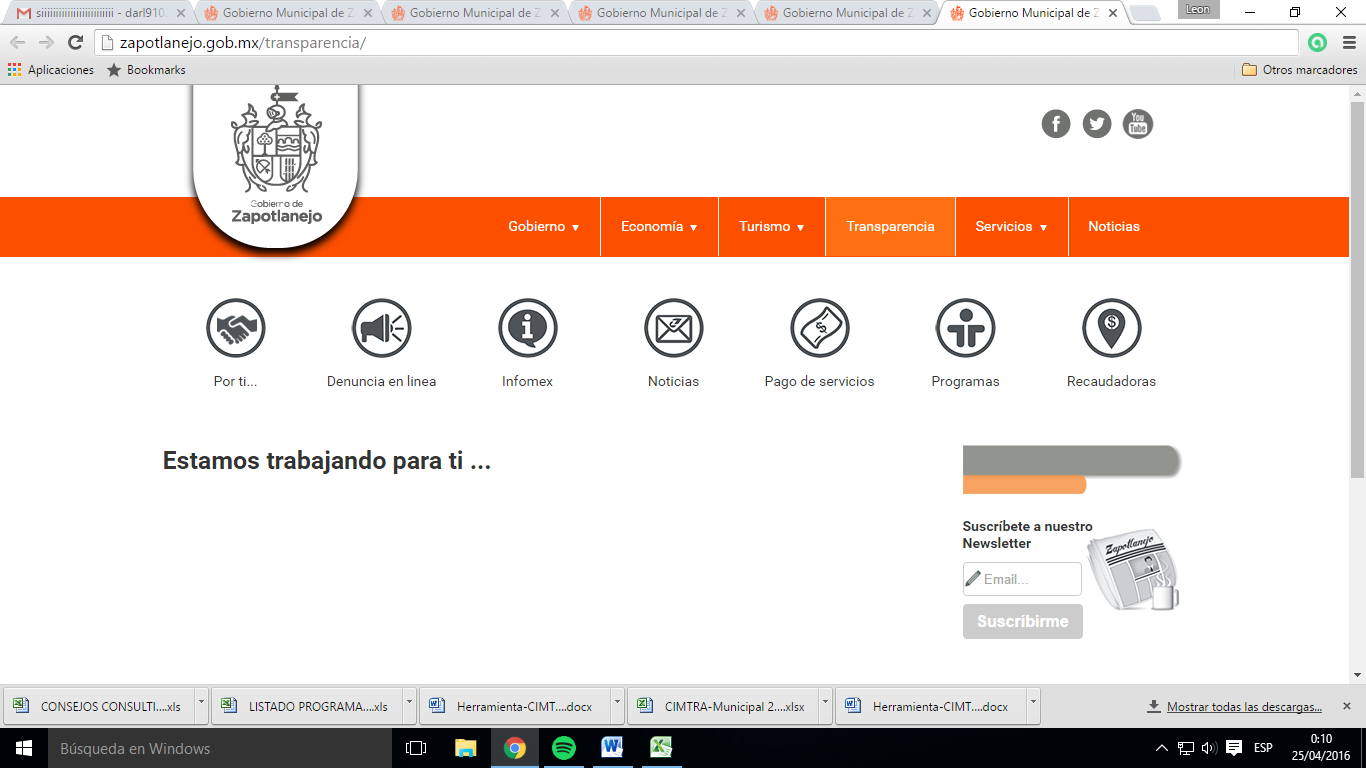 siiiiiiiiiiiiiiiiiiiiiiiiii - darl910
Gobierno Municipal de Z
Gobierno Municipal de Z
Gobierno Municipal de Z
Gobierno Municipal de Z
Gobierno Municipal de Z
Leon
zapotlanejo.gob.mx/transparencia/
Aplicaciones
Bookmarks
Otros marcadores
You Tube
Gobierno de
Zapotlanejo
Gobierno ▼
Economía ▼
Turismo ▼
Transparencia
Servicios ▼
Noticias
Por ti...
Denuncia en linea
Infomex
Noticias
Pago de servicios
Programas
Recaudadoras
Estamos trabajando para ti ...
Suscríbete a nuestro
Newsletter
Zapotlanejo
Email...
Suscribirme
CONSEJOS CONSULTI....xls
LISTADO PROGRAMA....xls
Herramienta-CIMT....docx
CIMTRA-Municipal 2....xlsx
Herramienta-CIMT....docx
Mostrar todas las descargas...
Búsqueda en Windows
ESP
0:10
25/04/2016